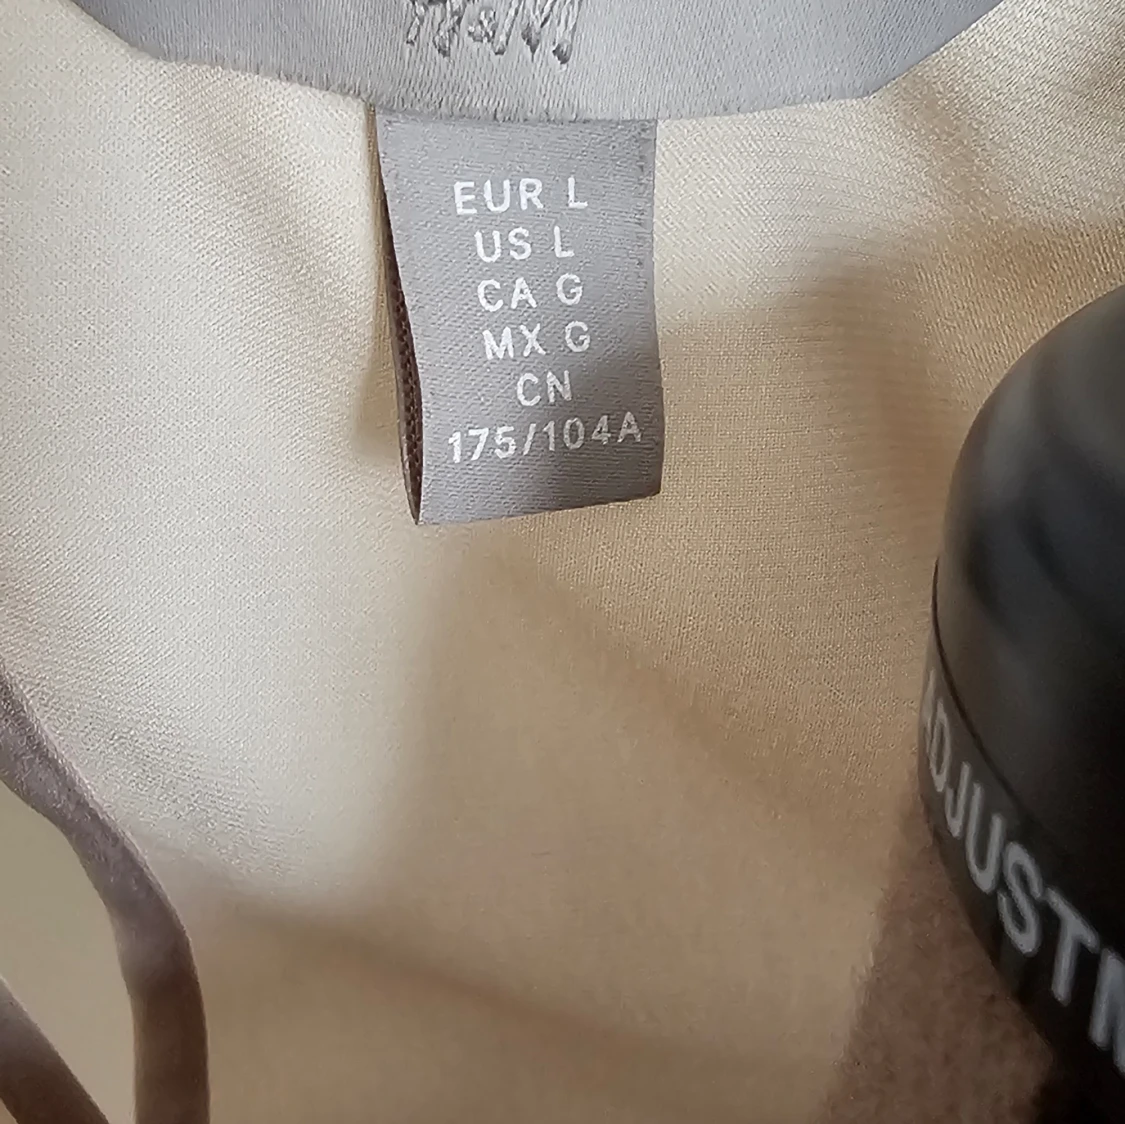 H&M
EUR L
US L
CA G
MX G
CN
175/104A